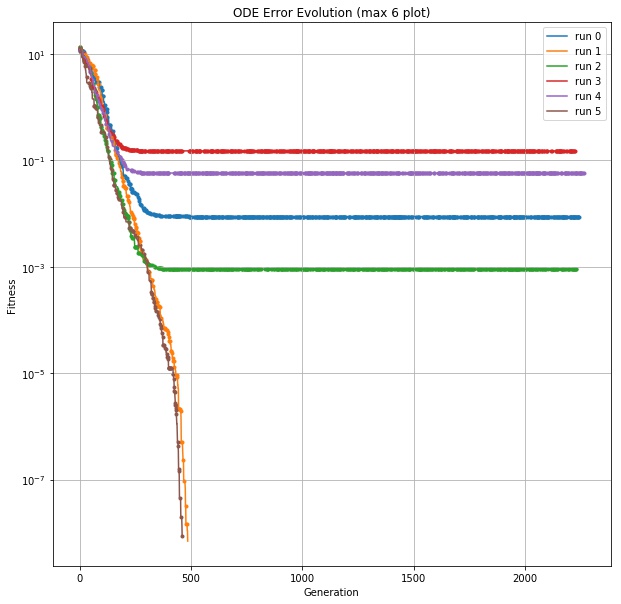 ODE Error Evolution (max 6 plot)
run 0
run 1
run 2
run 3
run 4
run 5
10¹
10⁻¹
10⁻³
10⁻⁵
10⁻⁷
Fitness
0 500 1000 1500 2000
Generation